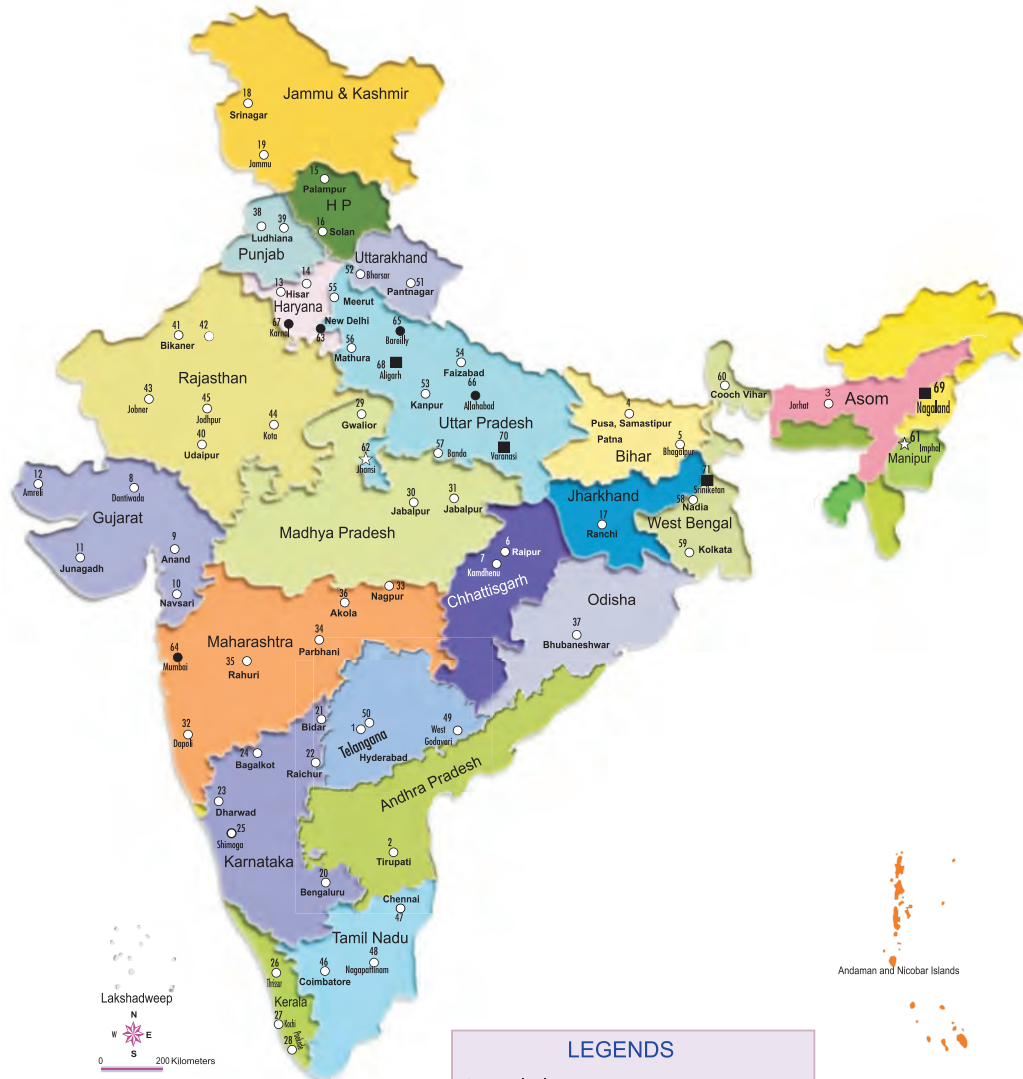 18
Srinagar
Jammu & Kashmir
19
Jammu
15
Palampur
H P
16
Solan
38
39
Ludhiana
Punjab
Uttarakhand
52
Bharsar
51
Pantnagar
14
13
Hisar
Haryana
55
Meerut
67
Karnal
New Delhi
63
65
Bareilly
56
Mathura
68
Aligarh
54
Faizabad
53
Kanpur
66
Allahabad
Uttar Pradesh
57
Banda
70
Varanasi
41
Bikaner
42
Rajasthan
43
Jobner
45
Jodhpur
44
Kota
40
Udaipur
29
Gwalior
62
Jhansi
60
Cooch Vihar
4
Pusa, Samastipur
Patna
5
Bhagalpur
Bihar
3
Jorhat
Asom
69
Nagaland
61
Imphal
Manipur
12
Amreli
8
Dantiwada
Gujarat
11
Junagadh
9
Anand
10
Navsari
30
Jabalpur
31
Jabalpur
Madhya Pradesh
Jharkhand
17
Ranchi
71
Sriniketan
58
Nadia
West Bengal
59
Kolkata
6
Raipur
7
Kamdhenu
Chhattisgarh
Odisha
37
Bhubaneshwar
33
Nagpur
36
Akola
Maharashtra
34
Parbhani
64
Mumbai
35
Rahuri
32
Dapoli
21
Bidar
50
1
Telangana
Hyderabad
49
West
Godavari
24
Bagalkot
22
Raichur
Andhra Pradesh
23
Dharwad
25
Shimoga
Karnataka
2
Tirupati
20
Bengaluru
Chennai
47
Tamil Nadu
48
Nagapattinam
46
Coimbatore
26
Thrissur
Kerala
27
Kochi
28
Andaman and Nicobar Islands
Lakshadweep
N
W
E
S
0
200 Kilometers
LEGENDS